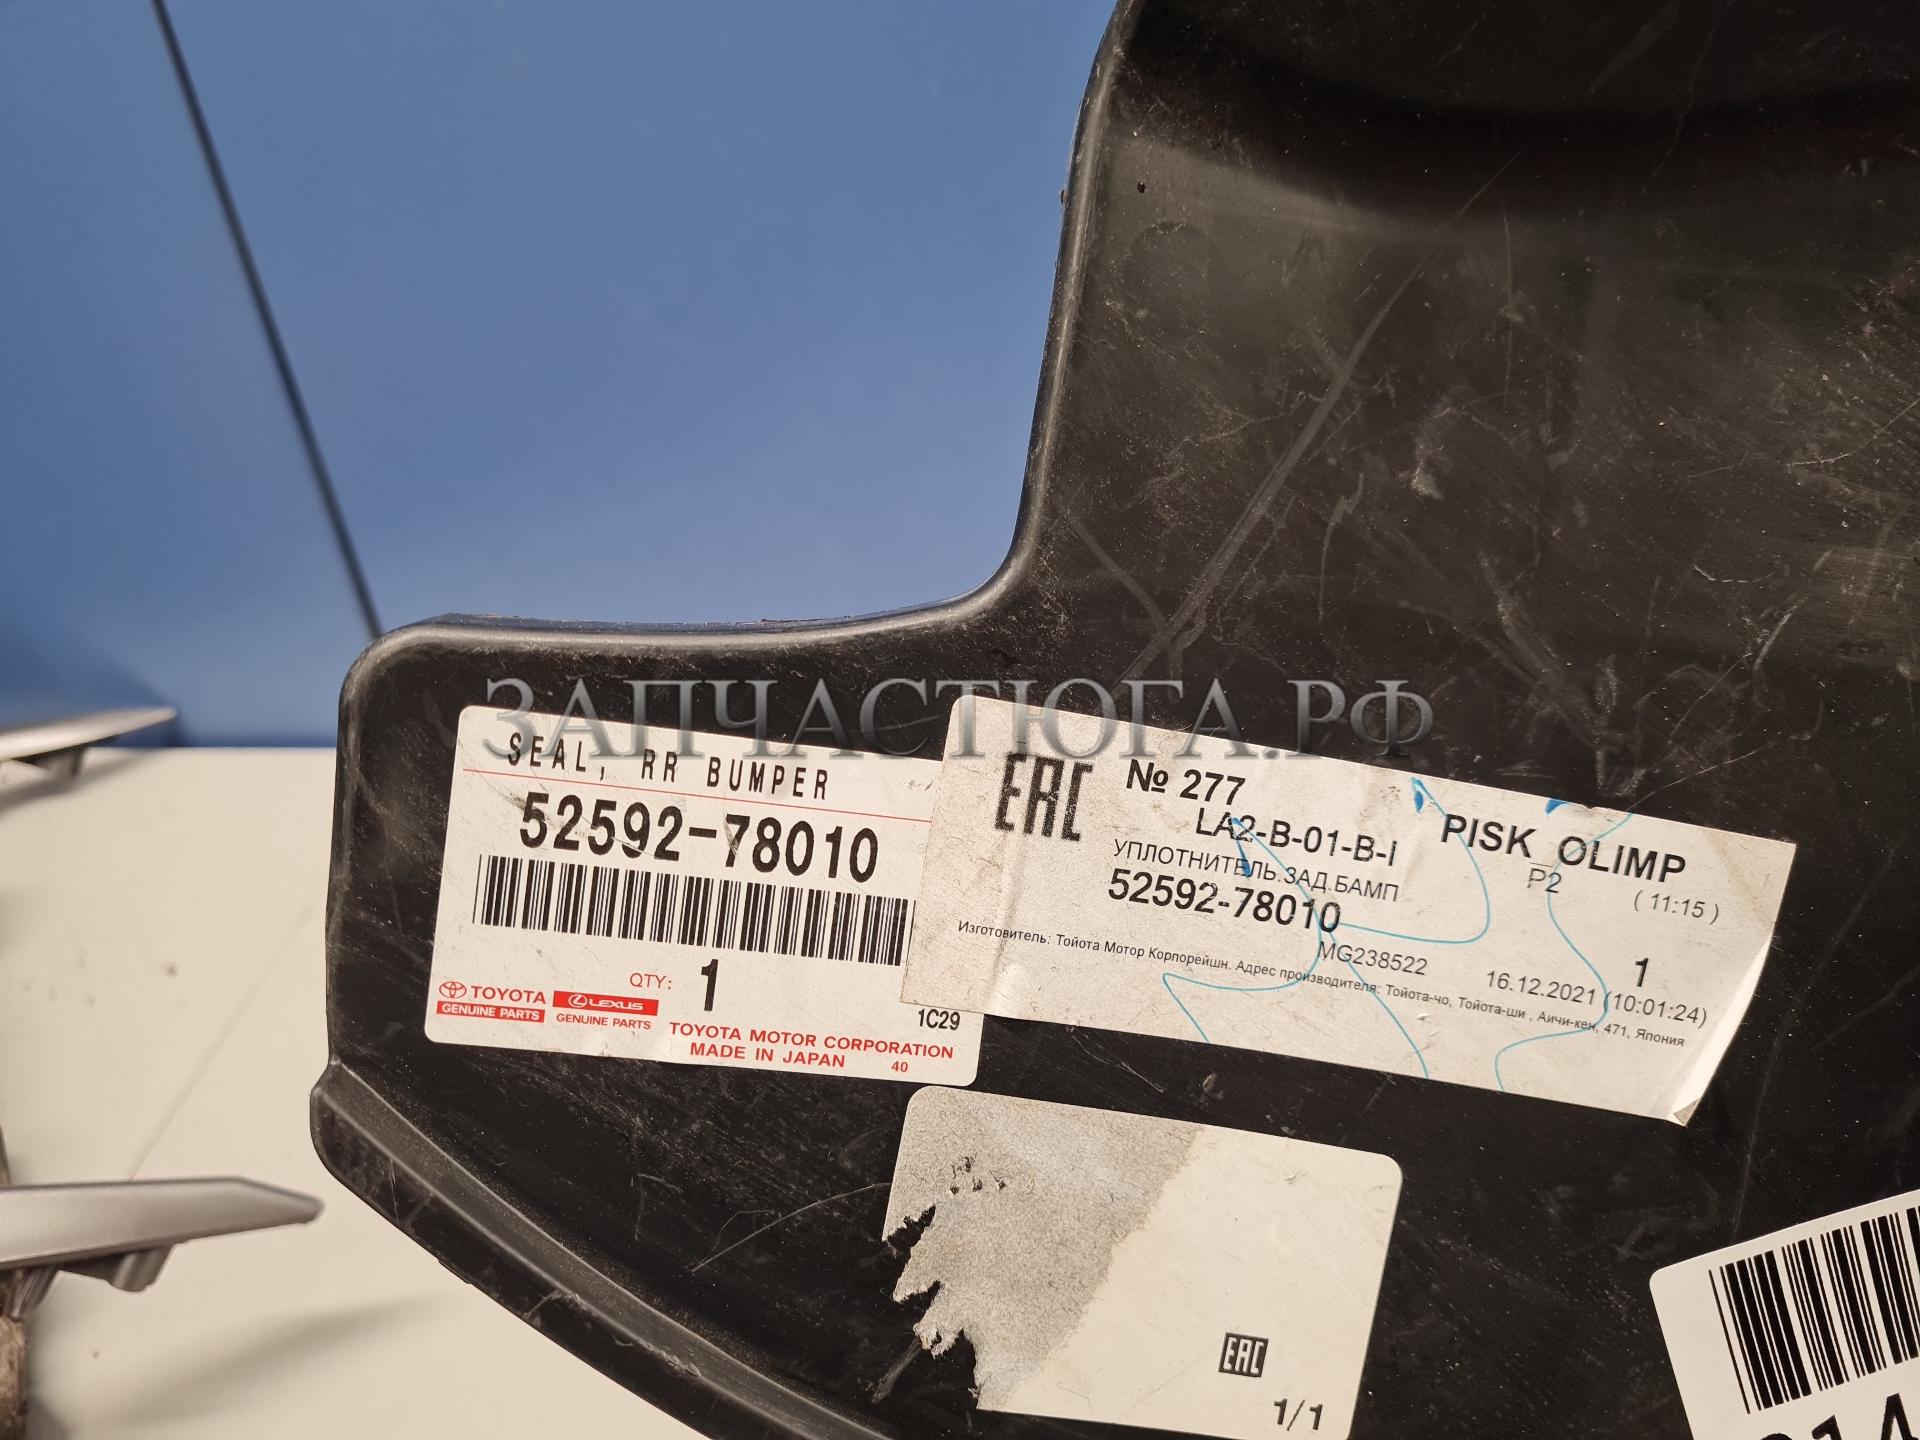 ЗАПЧАСТЮГА.РФ
SEAL, RR BUMPER
52592-78010
QTY: 1
TOYOTA
GENUINE PARTS
LEXUS
GENUINE PARTS
1C29
TOYOTA MOTOR CORPORATION
MADE IN JAPAN 40
EAC
№ 277
LA2-B-01-B-I
PISK_OLIMP
P2
( 11:15 )
УПЛОТНИТЕЛЬ.ЗАД.БАМП
52592-78010
MG238522
1
16.12.2021 (10:01:24)
Изготовитель: Тойота Мотор Корпорейшн. Адрес производителя: Тойота-чо, Тойота-ши , Аичи-кен, 471, Япония
EAC
1/1